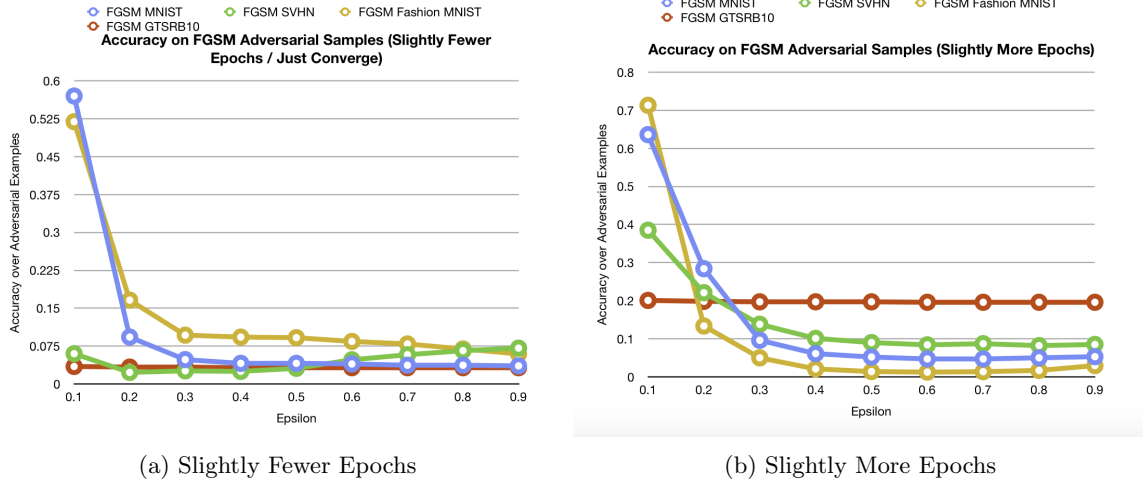 FGSM MNIST FGSM SVHN FGSM Fashion MNIST
FGSM GTSRB10
Accuracy on FGSM Adversarial Samples (Slightly Fewer
Epochs / Just Converge)
Accuracy over Adversarial Examples
0.6
0.525
0.45
0.375
0.3
0.225
0.15
0.075
0
0.1 0.2 0.3 0.4 0.5 0.6 0.7 0.8 0.9
Epsilon
(a) Slightly Fewer Epochs
FGSM MNIST FGSM SVHN FGSM Fashion MNIST
FGSM GTSRB10
Accuracy on FGSM Adversarial Samples (Slightly More Epochs)
Accuracy over Adversarial Examples
0.8
0.7
0.6
0.5
0.4
0.3
0.2
0.1
0
0.1 0.2 0.3 0.4 0.5 0.6 0.7 0.8 0.9
Epsilon
(b) Slightly More Epochs